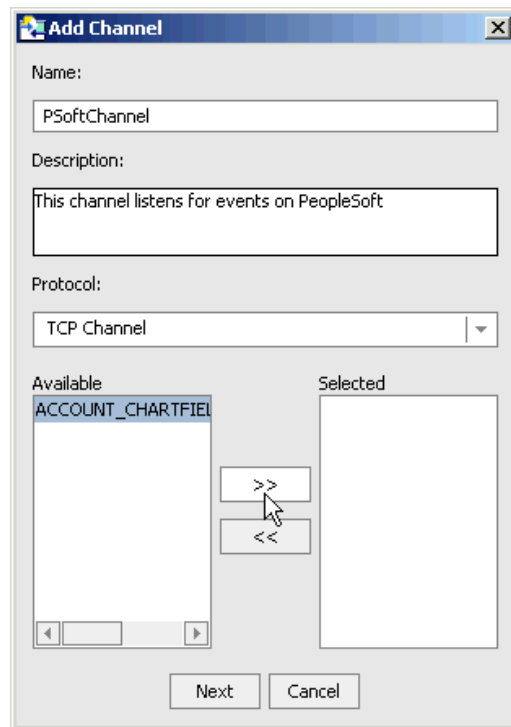 Add Channel
Name:
PSoftChannel
Description:
This channel listens for events on PeopleSoft
Protocol:
TCP Channel
Available
Selected
ACCOUNT_CHARTFIEL
>>
<<
Next
Cancel